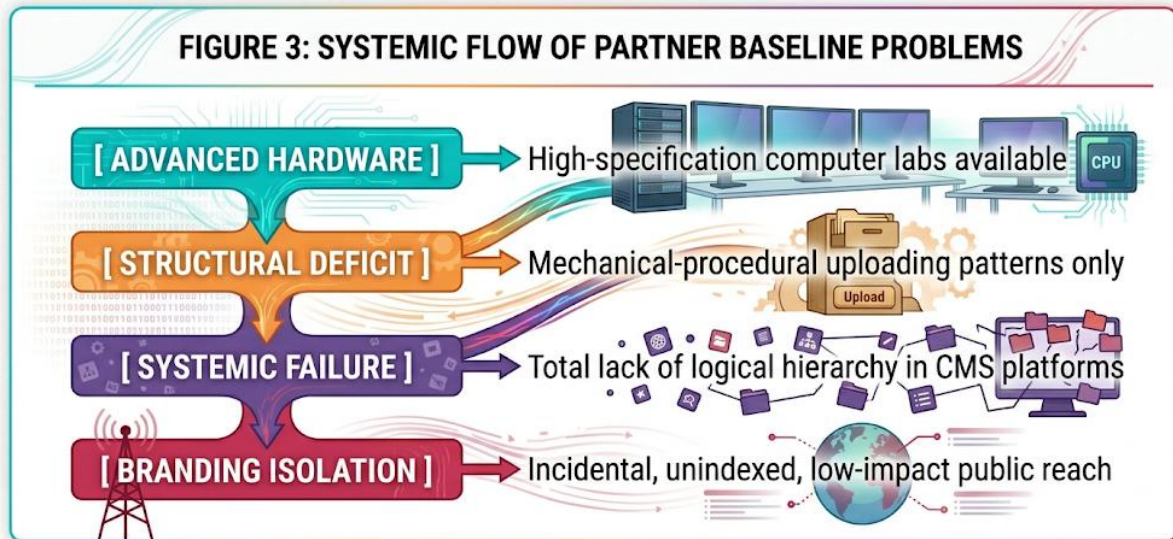 FIGURE 3: SYSTEMIC FLOW OF PARTNER BASELINE PROBLEMS
[ ADVANCED HARDWARE ] High-specification computer labs available
CPU
[ STRUCTURAL DEFICIT ] Mechanical-procedural uploading patterns only
Upload
[ SYSTEMIC FAILURE ] Total lack of logical hierarchy in CMS platforms
[ BRANDING ISOLATION ] Incidental, unindexed, low-impact public reach